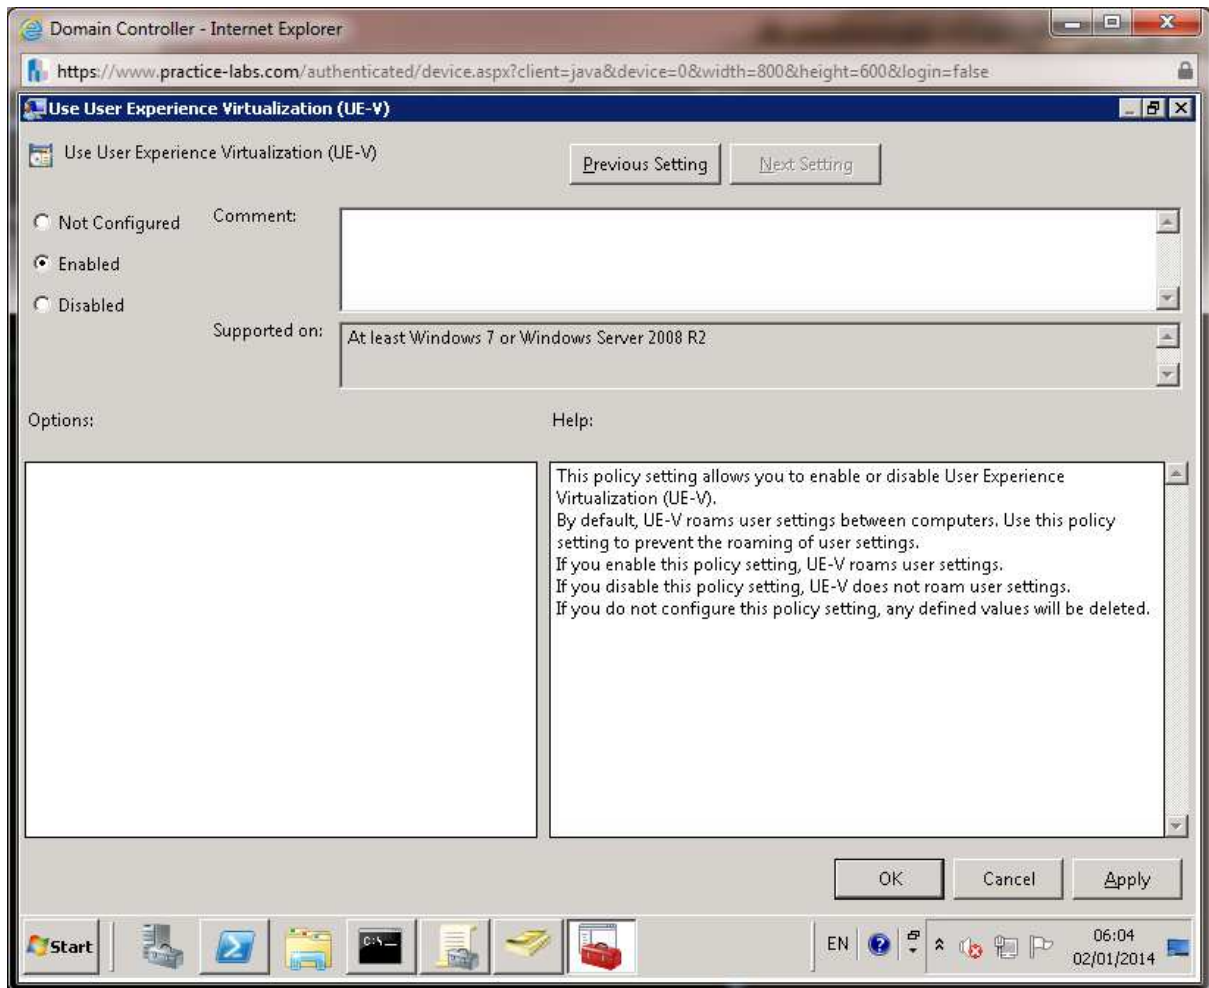 Domain Controller - Internet Explorer
https://www.practice-labs.com/authenticated/device.aspx?client=java&device=0&width=800&height=600&login=false
Use User Experience Virtualization (UE-V)
Use User Experience Virtualization (UE-V)
Previous Setting
Next Setting
Not Configured
Comment:
Enabled
Disabled
Supported on:
At least Windows 7 or Windows Server 2008 R2
Options:
Help:
This policy setting allows you to enable or disable User Experience
Virtualization (UE-V).
By default, UE-V roams user settings between computers. Use this policy
setting to prevent the roaming of user settings.
If you enable this policy setting, UE-V roams user settings.
If you disable this policy setting, UE-V does not roam user settings.
If you do not configure this policy setting, any defined values will be deleted.
OK
Cancel
Apply
Start
C:\_
EN
06:04
02/01/2014